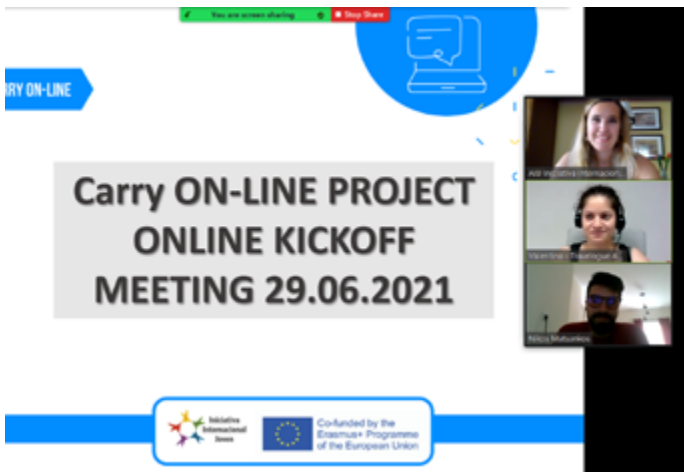 You are screen sharing
Stop Share
RRY ON-LINE
Carry ON-LINE PROJECT
ONLINE KICKOFF
MEETING 29.06.2021
Iniciativa
Internacional
Joven
Co-funded by the
Erasmus+ Programme
of the European Union